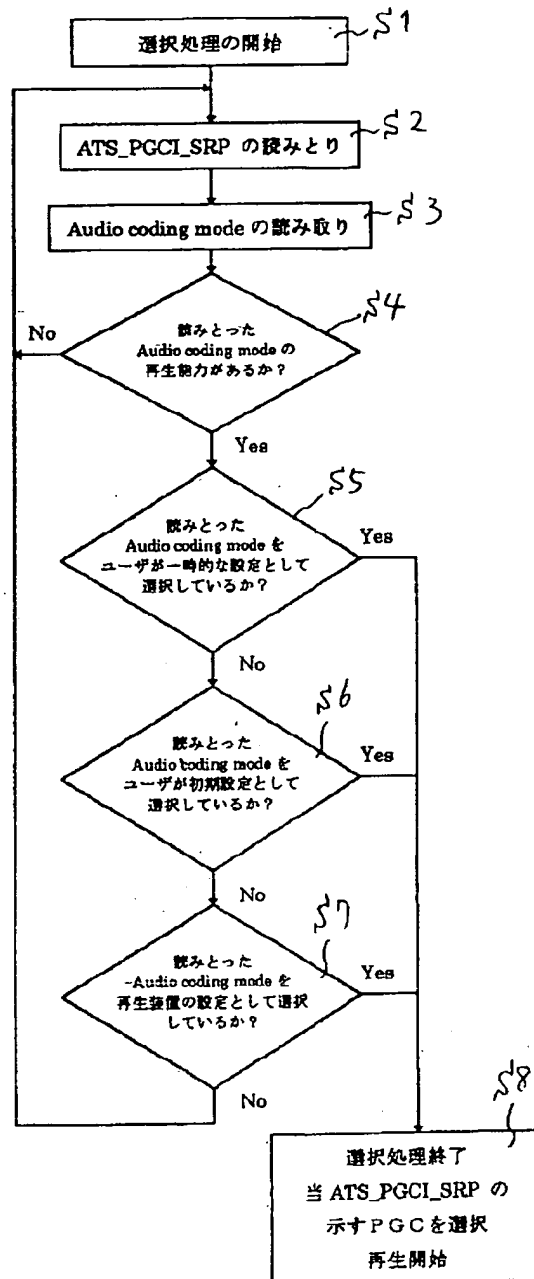 選択処理の開始
S1
ATS_PGCI_SRP の読みとり
S2
Audio coding mode の読み取り
S3
S4
No
読みとった
Audio coding mode の
再生能力があるか？
Yes
S5
読みとった
Audio coding mode を
ユーザが一時的な設定として
選択しているか？
Yes
No
S6
読みとった
Audio coding mode を
ユーザが初期設定として
選択しているか？
Yes
No
S7
読みとった
Audio coding mode を
再生装置の設定として選択
しているか？
Yes
No
S8
選択処理終了
当 ATS_PGCI_SRP の
示すPGCを選択
再生開始